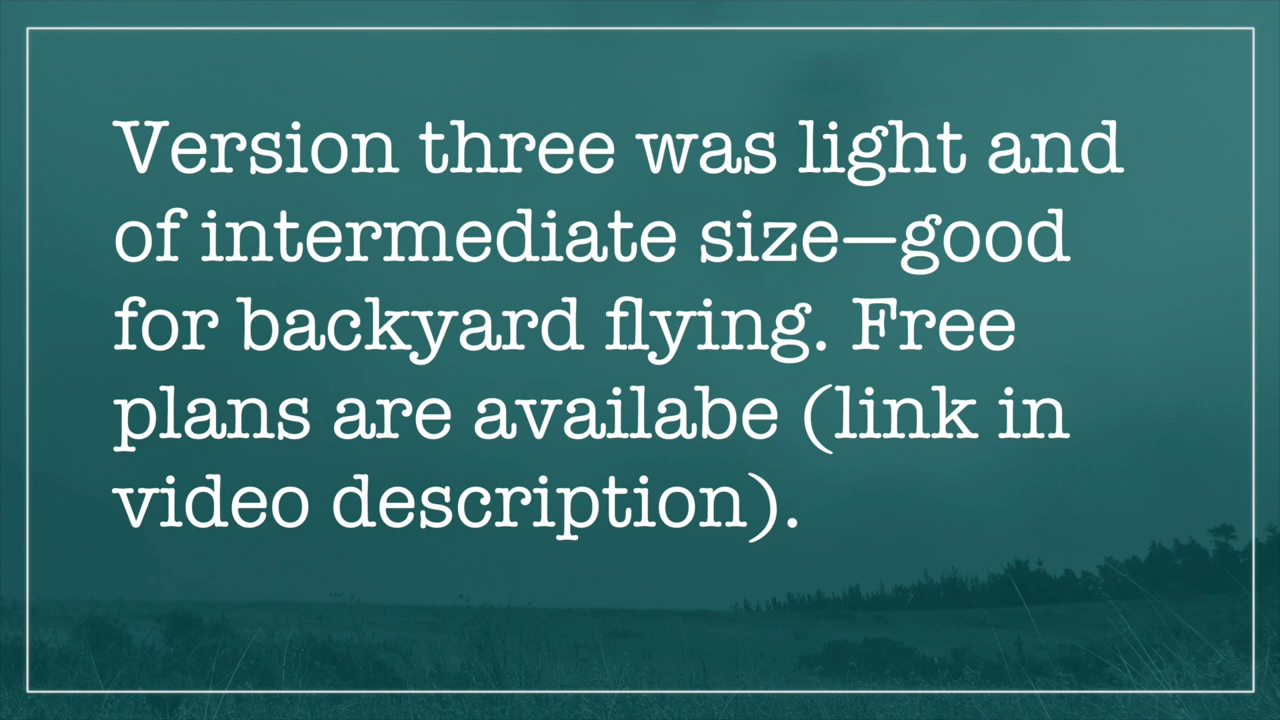 Version three was light and
of intermediate size—good
for backyard flying. Free
plans are availabe (link in
video description).